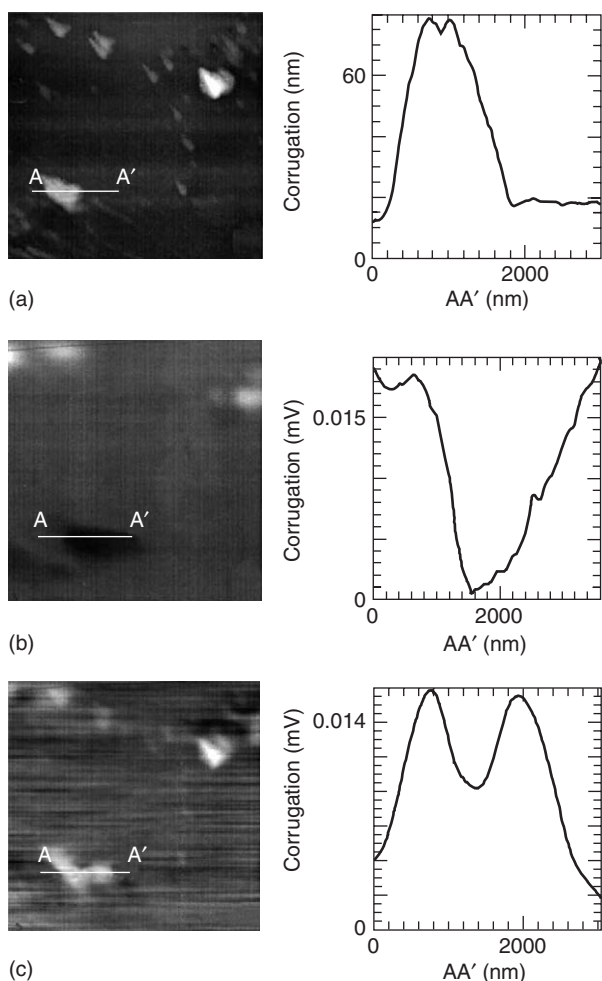 A A′
Corrugation (nm)
60
0
0 2000
AA′ (nm)
(a)
A A′
Corrugation (mV)
0.015
0
0 2000
AA′ (nm)
(b)
A A′
Corrugation (mV)
0.014
0
0 2000
AA′ (nm)
(c)